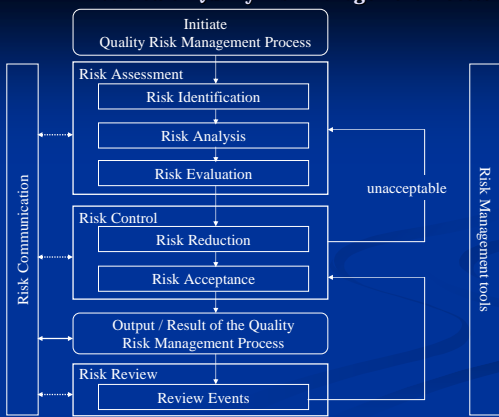 Initiate
Quality Risk Management Process
Risk Assessment
Risk Identification
Risk Analysis
Risk Evaluation
unacceptable
Risk Control
Risk Reduction
Risk Acceptance
Output / Result of the Quality
Risk Management Process
Risk Review
Review Events
Risk Communication
Risk Management tools